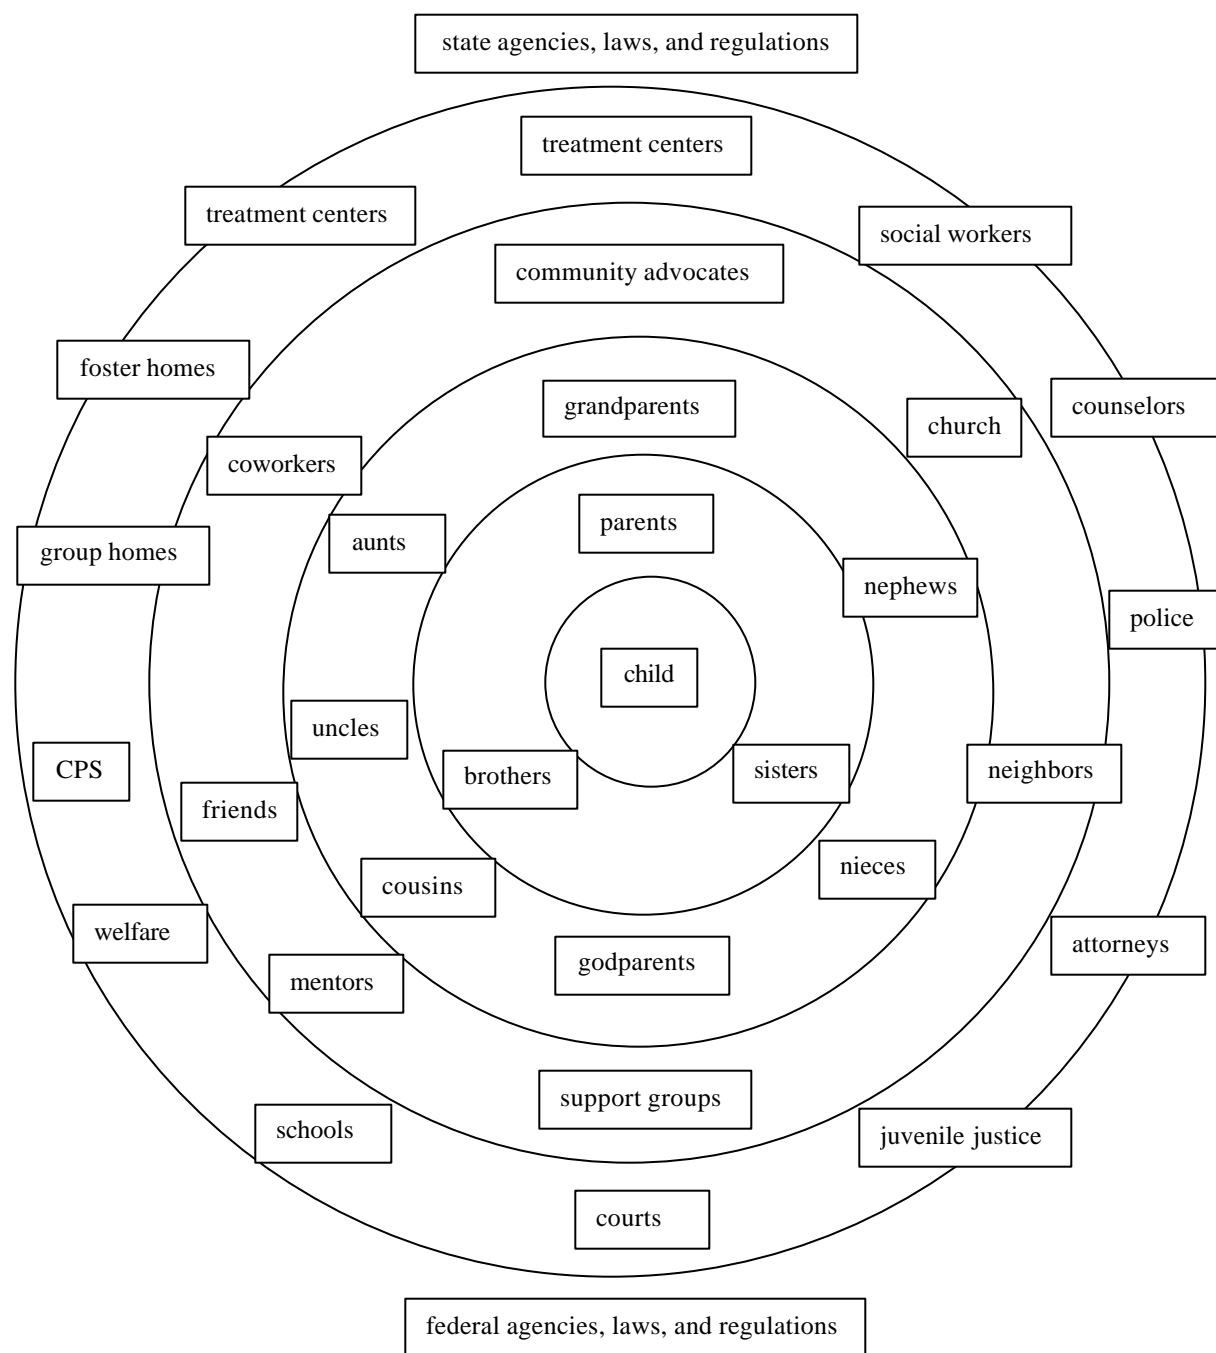 state agencies, laws, and regulations
treatment centers
treatment centers
social workers
community advocates
foster homes
grandparents
counselors
church
coworkers
parents
aunts
group homes
nephews
police
child
uncles
CPS
brothers
sisters
neighbors
friends
nieces
cousins
welfare
attorneys
godparents
mentors
support groups
schools
juvenile justice
courts
federal agencies, laws, and regulations